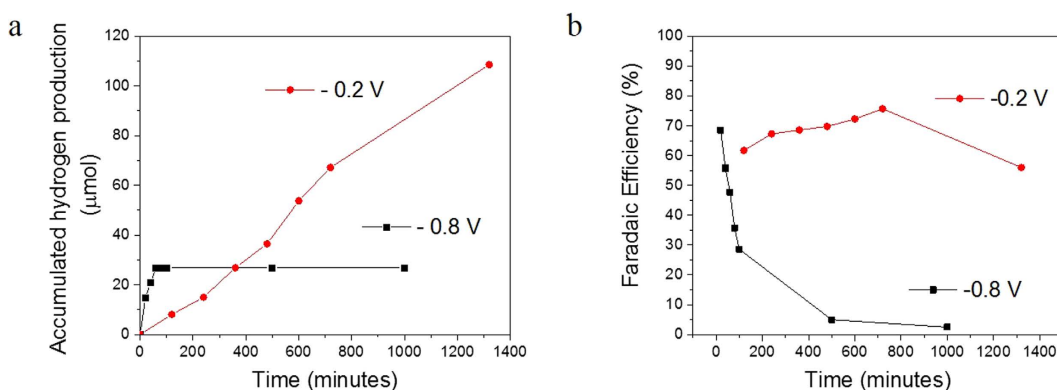 a
Accumulated hydrogen production
(μmol)
120
100
80
60
40
20
0
- 0.2 V
- 0.8 V
0 200 400 600 800 1000 1200 1400
Time (minutes)
b
Faradaic Efficiency (%)
100
90
80
70
60
50
40
30
20
10
0
-0.2 V
-0.8 V
0 200 400 600 800 1000 1200 1400
Time (minutes)